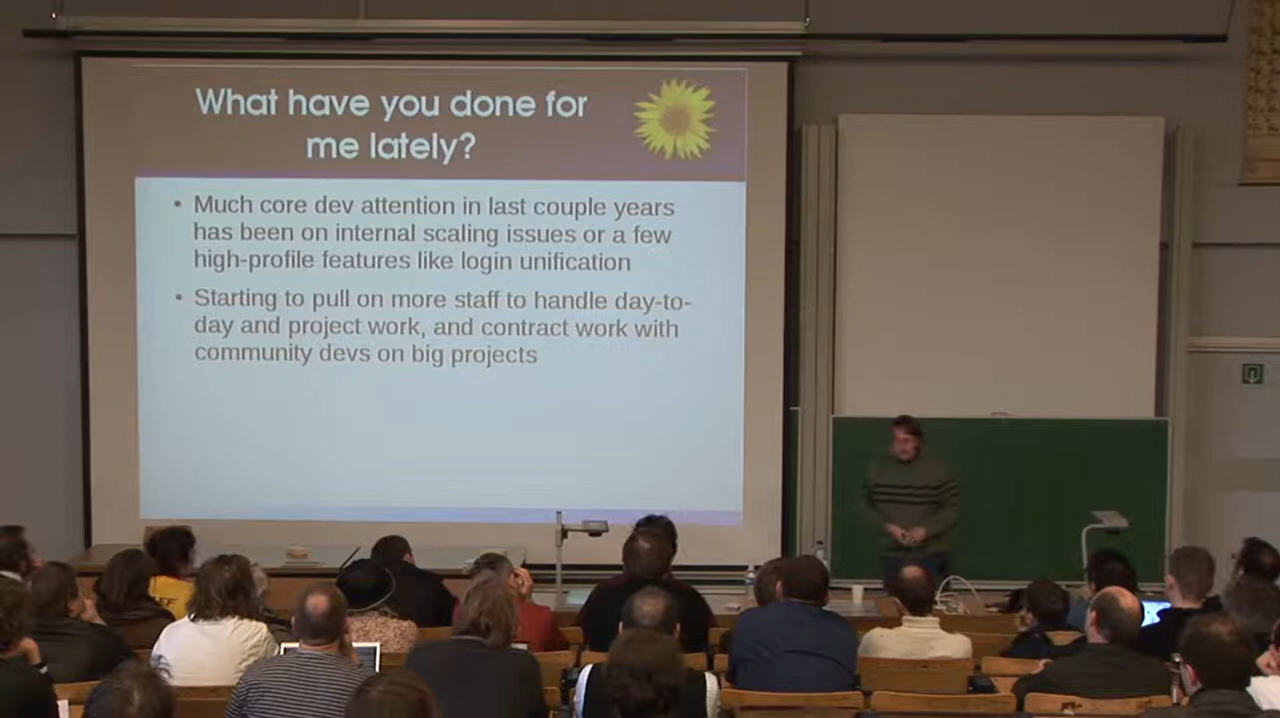 What have you done for
me lately?
• Much core dev attention in last couple years
has been on internal scaling issues or a few
high-profile features like login unification
• Starting to pull on more staff to handle day-to-
day and project work, and contract work with
community devs on big projects